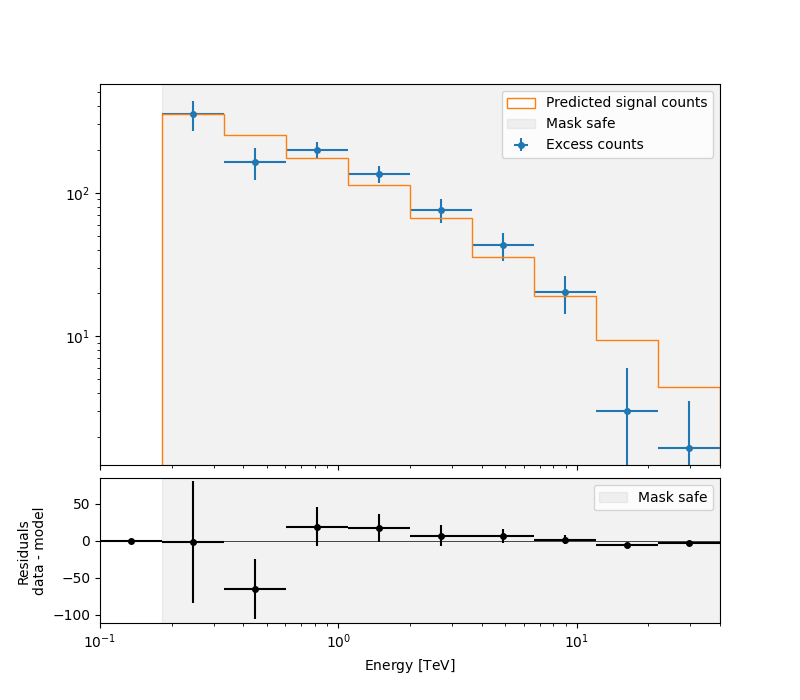 Predicted signal counts
Mask safe
Excess counts
10²
10¹
Mask safe
Residuals
data - model
50
0
−50
−100
10⁻¹
10⁰
10¹
Energy [TeV]